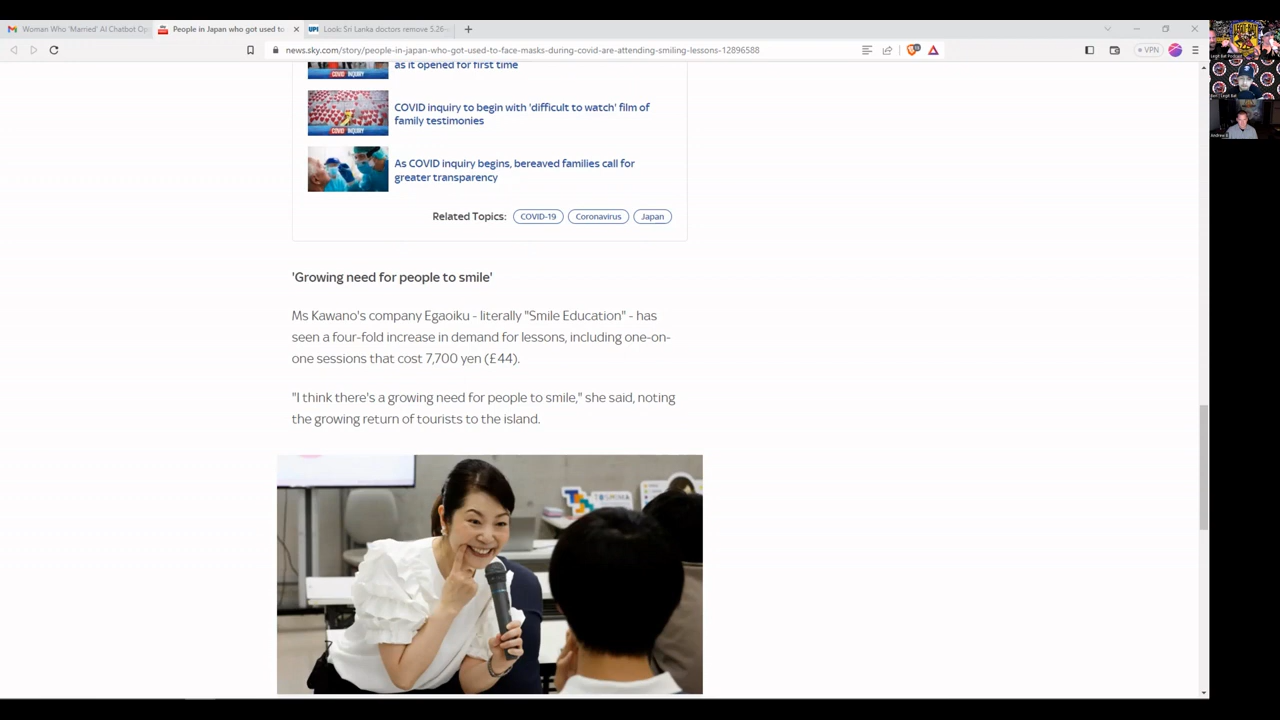 Woman Who 'Married' AI Chatbot Op
People in Japan who got used to
UPI Look: Sri Lanka doctors remove 5.26-
news.sky.com/story/people-in-japan-who-got-used-to-face-masks-during-covid-are-attending-smiling-lessons-12896588
VPN
as it opened for first time
COVID INQUIRY
COVID inquiry to begin with 'difficult to watch' film of
family testimonies
COVID INQUIRY
As COVID inquiry begins, bereaved families call for
greater transparency
Related Topics: COVID-19 Coronavirus Japan
'Growing need for people to smile'
Ms Kawano's company Egaoiku - literally "Smile Education" - has
seen a four-fold increase in demand for lessons, including one-on-
one sessions that cost 7,700 yen (£44).
"I think there's a growing need for people to smile," she said, noting
the growing return of tourists to the island.
TOSHIMA